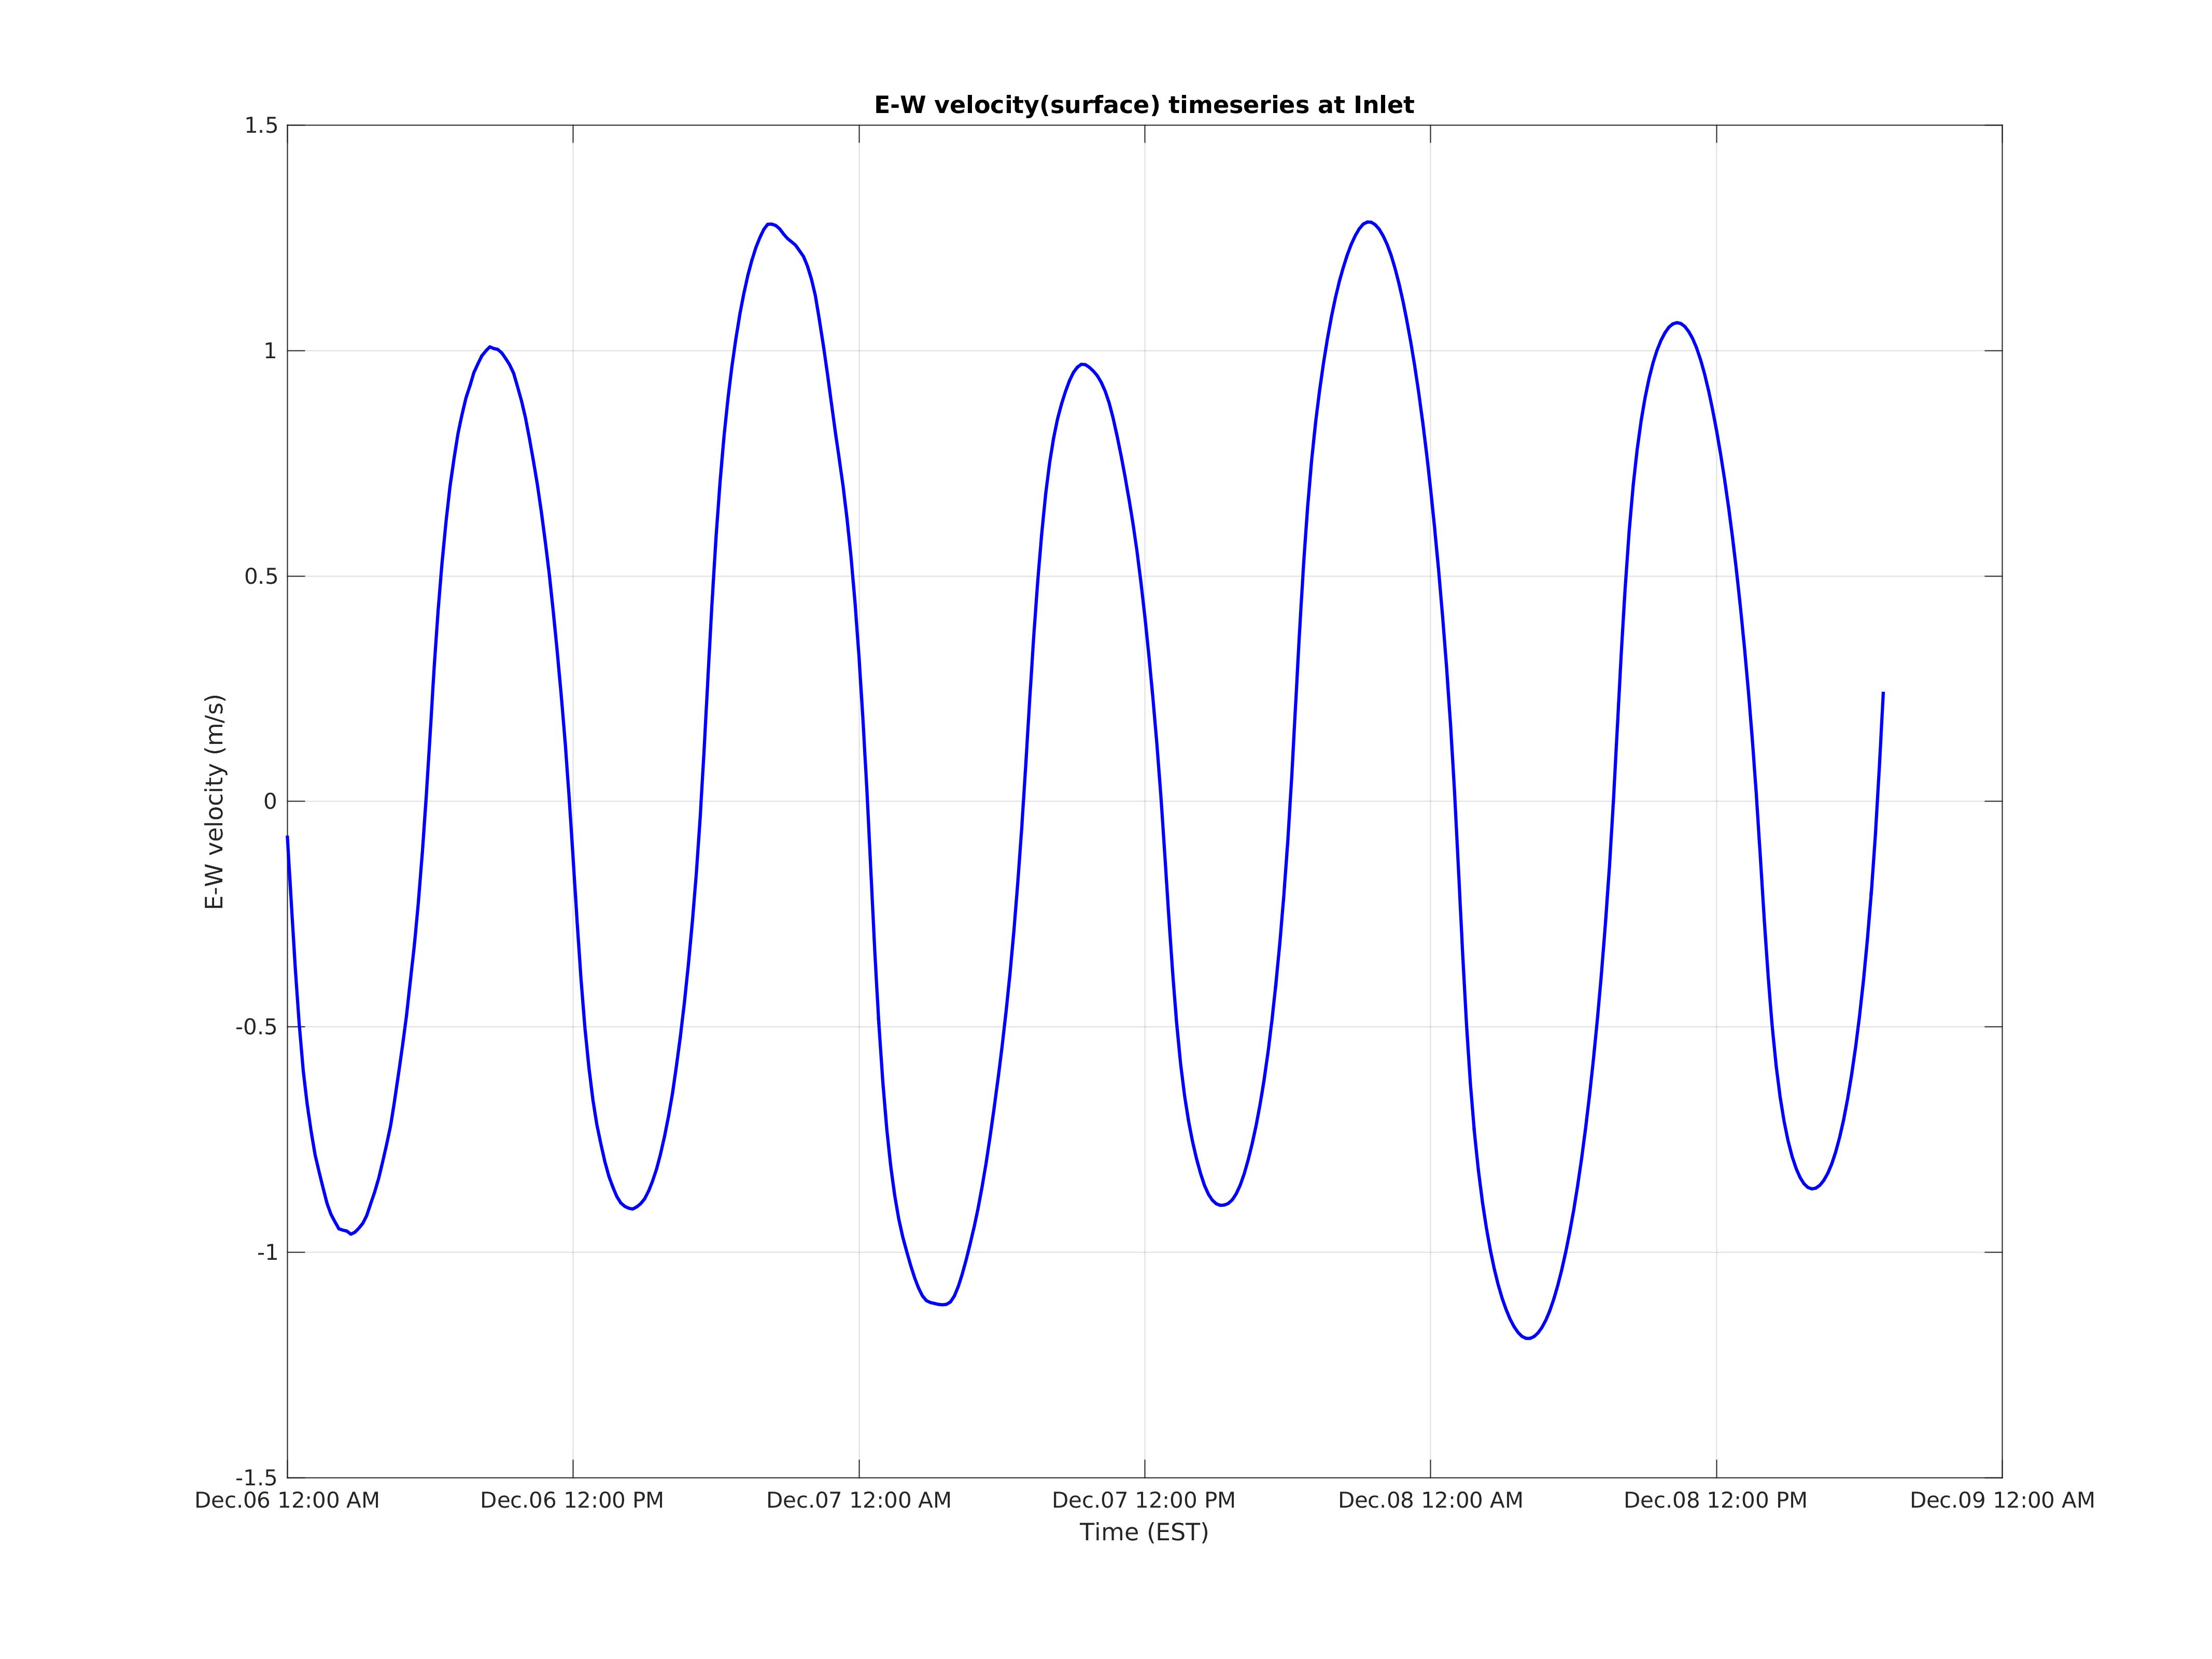 E-W velocity(surface) timeseries at Inlet
1.5
1
0.5
0
-0.5
-1
-1.5
E-W velocity (m/s)
Dec.06 12:00 AM Dec.06 12:00 PM Dec.07 12:00 AM Dec.07 12:00 PM Dec.08 12:00 AM Dec.08 12:00 PM Dec.09 12:00 AM
Time (EST)